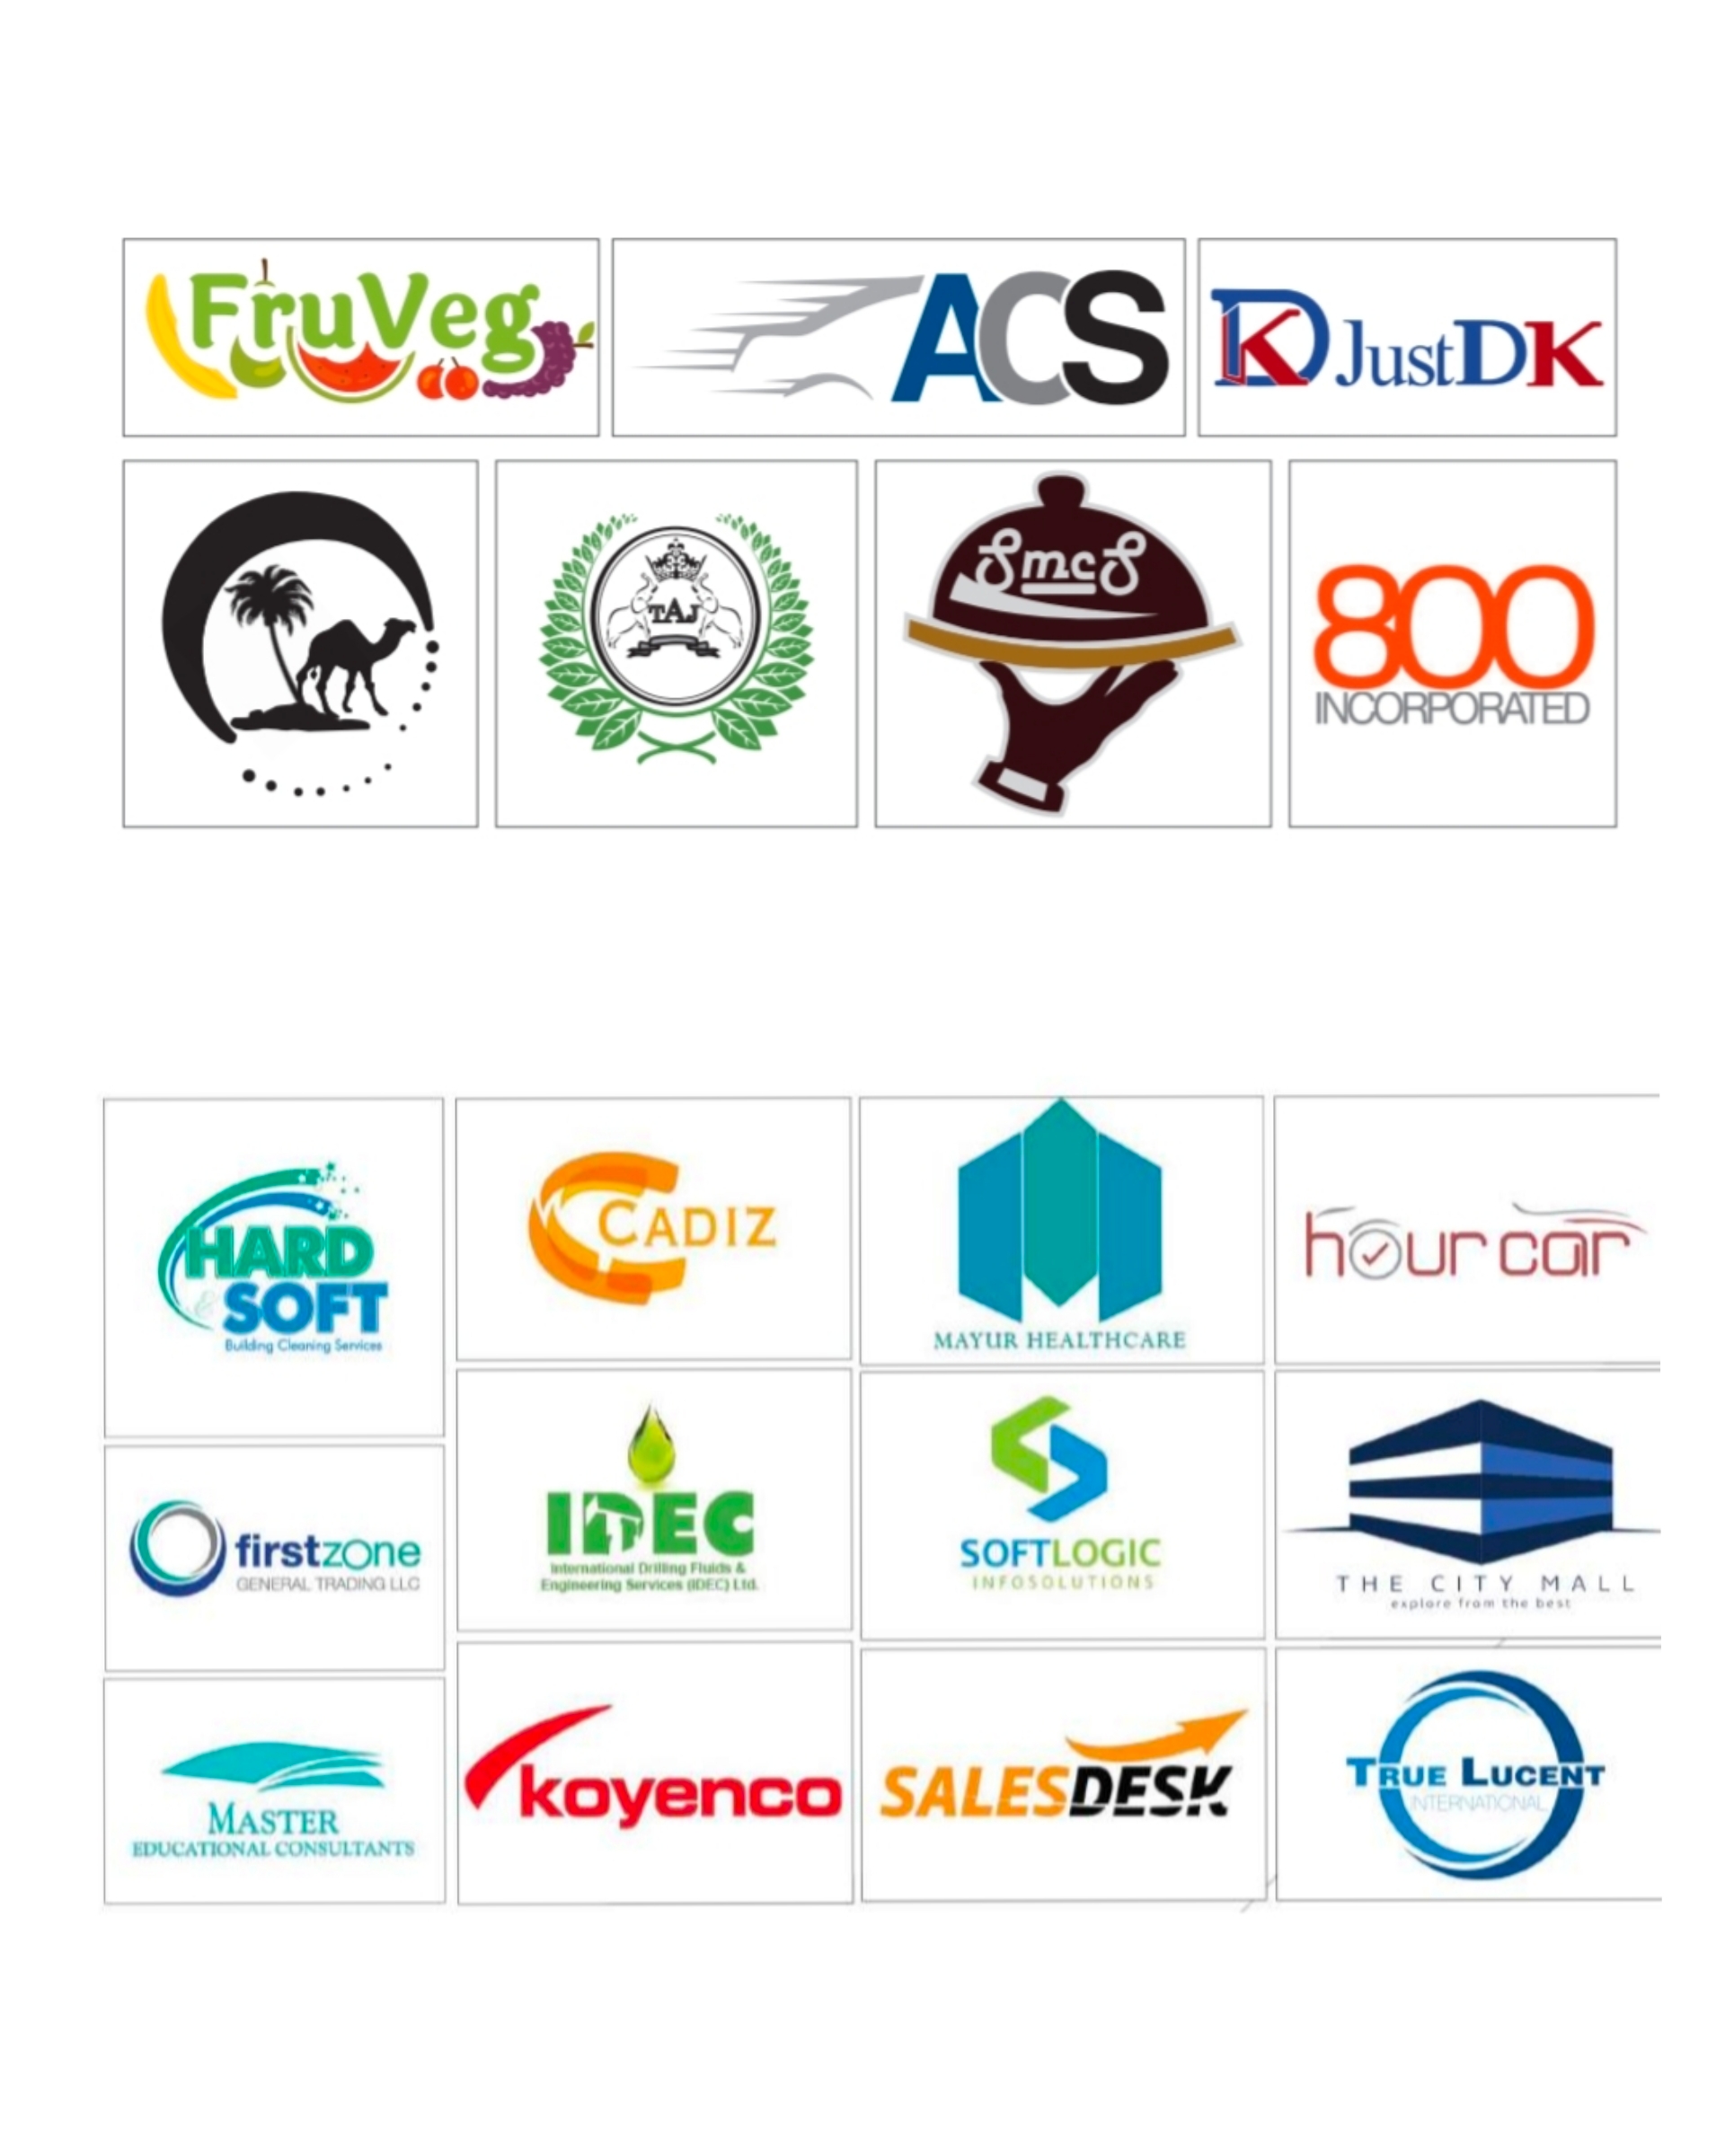 FruVeg
ACS
DK JustDK
TAJ
SmcS
800
INCORPORATED
HARD
& SOFT
Building Cleaning Services
CADIZ
MAYUR HEALTHCARE
hour car
firstzone
GENERAL TRADING LLC
IDEC
International Drilling Fluids &
Engineering Services (IDEC) Ltd.
SOFTLOGIC
INFOSOLUTIONS
THE CITY MALL
explore from the best
MASTER
EDUCATIONAL CONSULTANTS
koyenco
SALESDESK
TRUE LUCENT
INTERNATIONAL